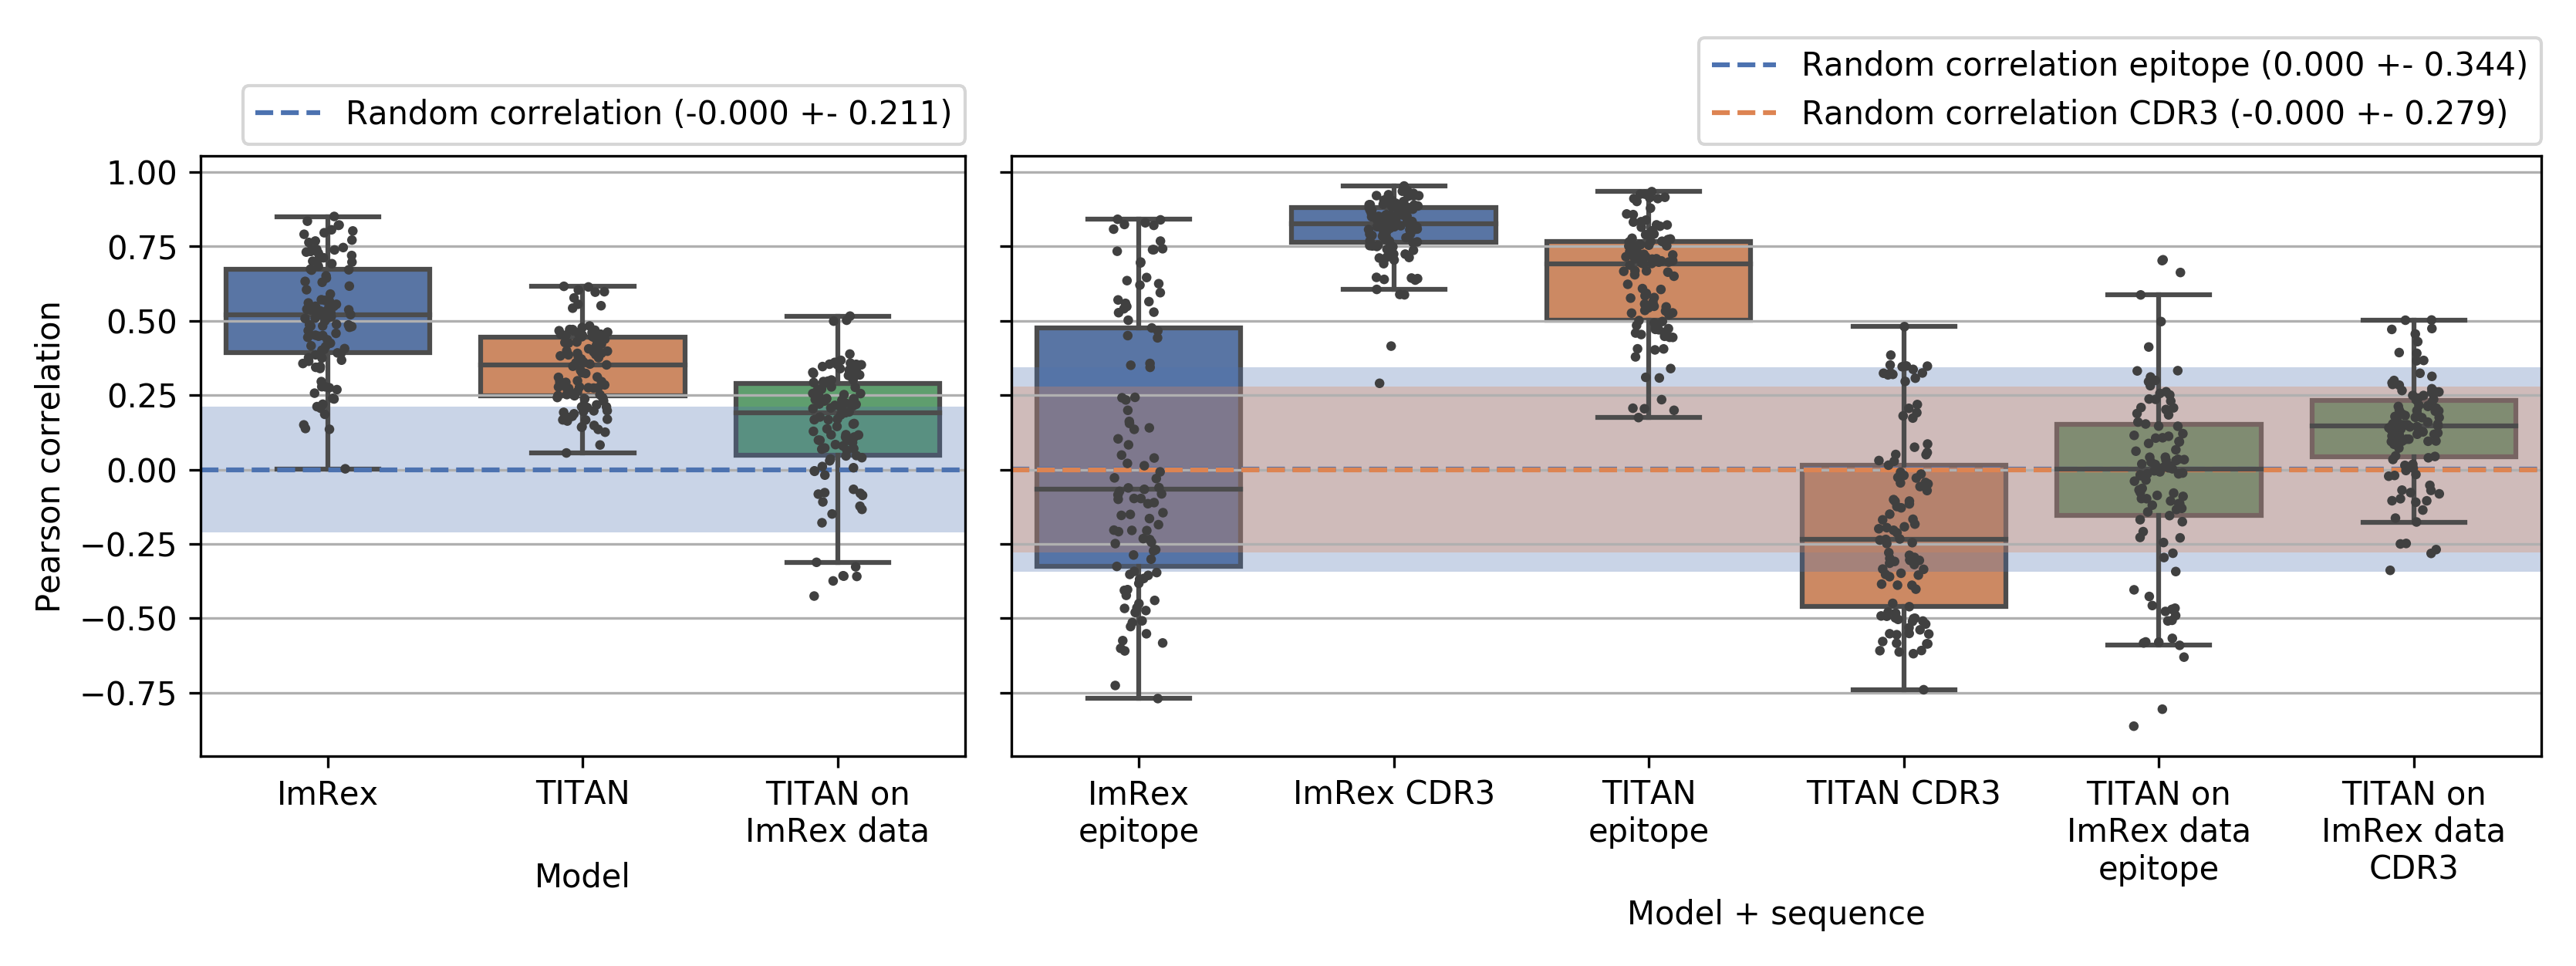 Random correlation (-0.000 +- 0.211)
Random correlation epitope (0.000 +- 0.344)
Random correlation CDR3 (-0.000 +- 0.279)
Pearson correlation
1.00
0.75
0.50
0.25
0.00
−0.25
−0.50
−0.75
ImRex
TITAN
TITAN on
ImRex data
Model
ImRex
epitope
ImRex CDR3
TITAN
epitope
TITAN CDR3
TITAN on
ImRex data
epitope
TITAN on
ImRex data
CDR3
Model + sequence